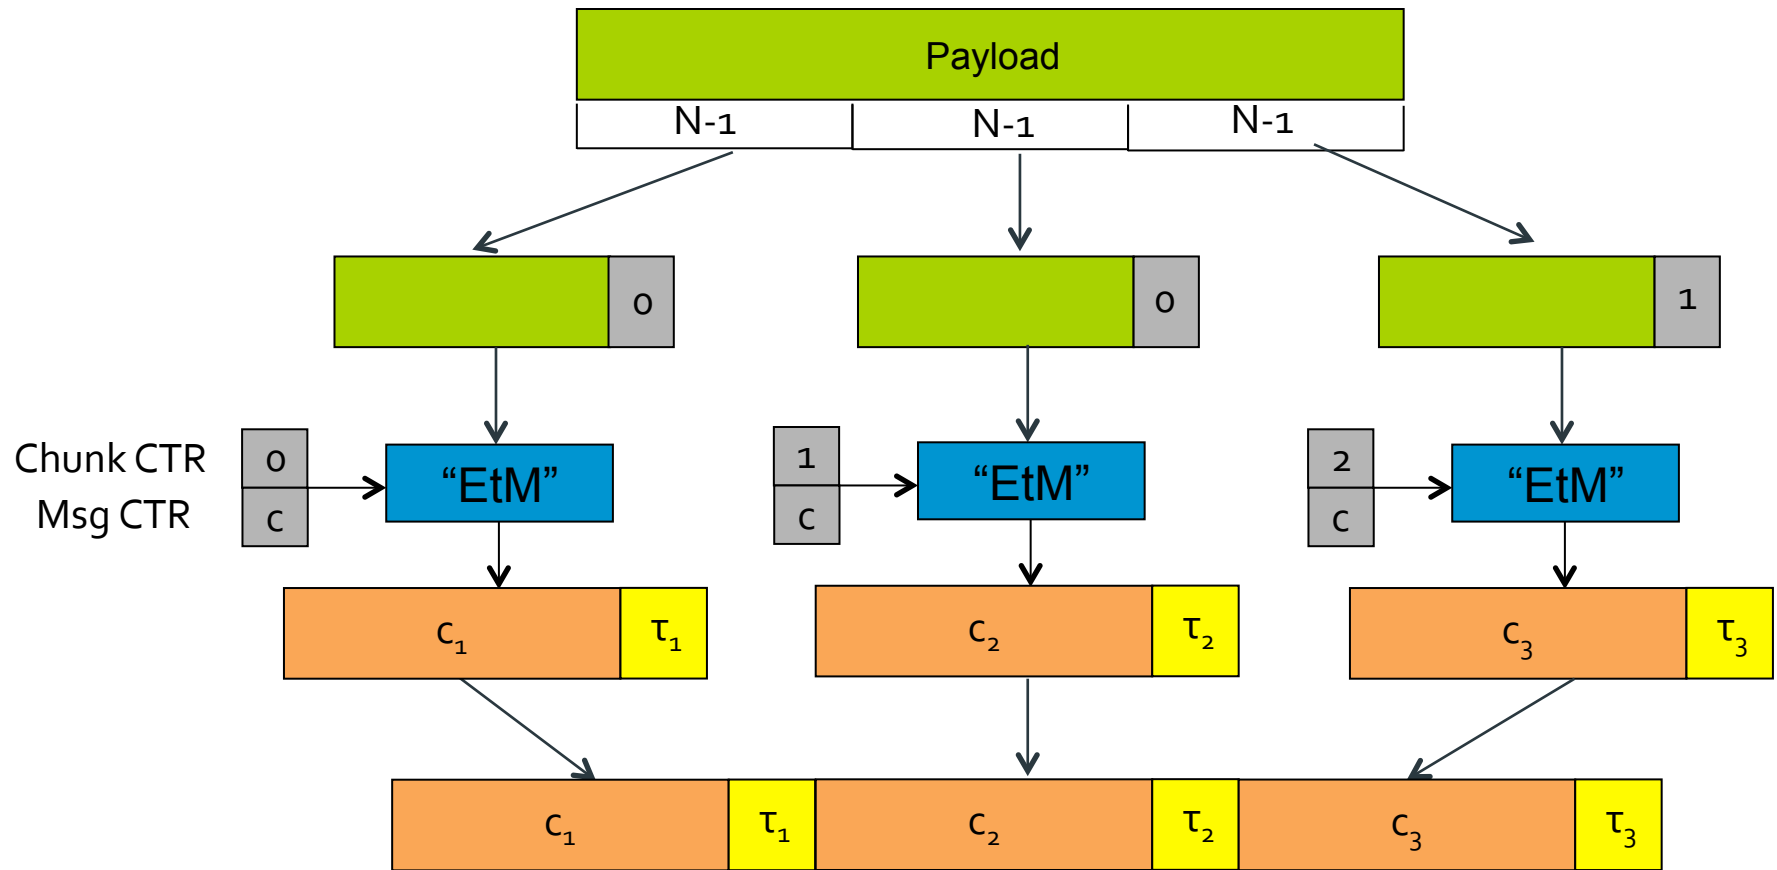 Payload
N-1 N-1 N-1
0 0 1
Chunk CTR 0 "EtM" 1 "EtM" 2 "EtM"
Msg CTR c c c
c₁ τ₁ c₂ τ₂ c₃ τ₃
c₁ τ₁ c₂ τ₂ c₃ τ₃